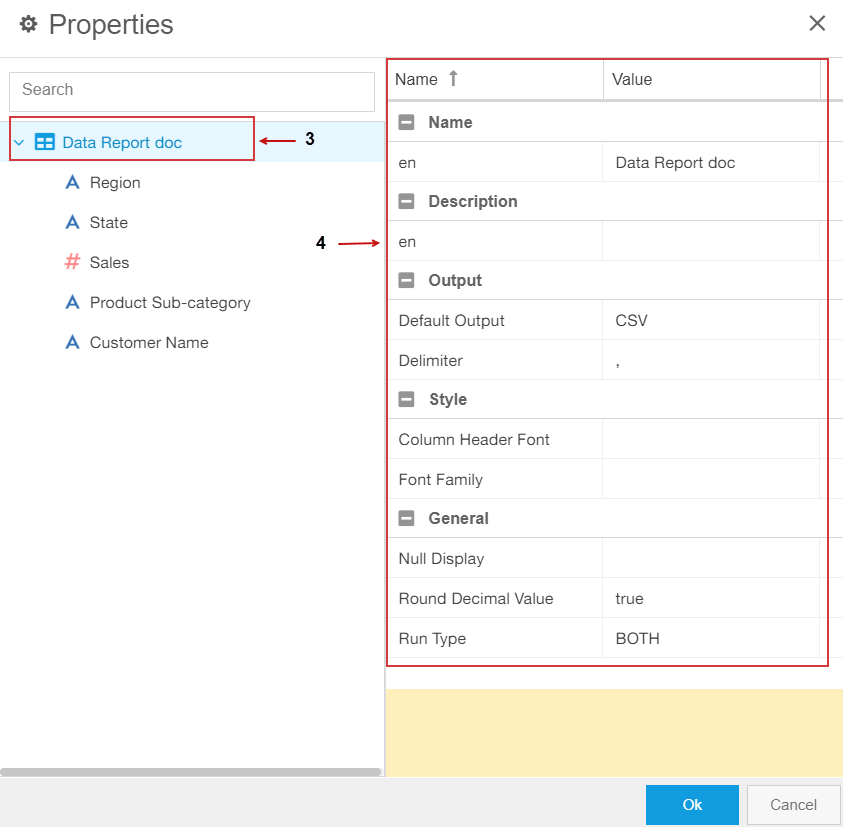 Properties
Search
Data Report doc
3
Region
State
Sales
Product Sub-category
Customer Name
4
Name Value
Name
en Data Report doc
Description
en
Output
Default Output CSV
Delimiter ,
Style
Column Header Font
Font Family
General
Null Display
Round Decimal Value true
Run Type BOTH
Ok Cancel